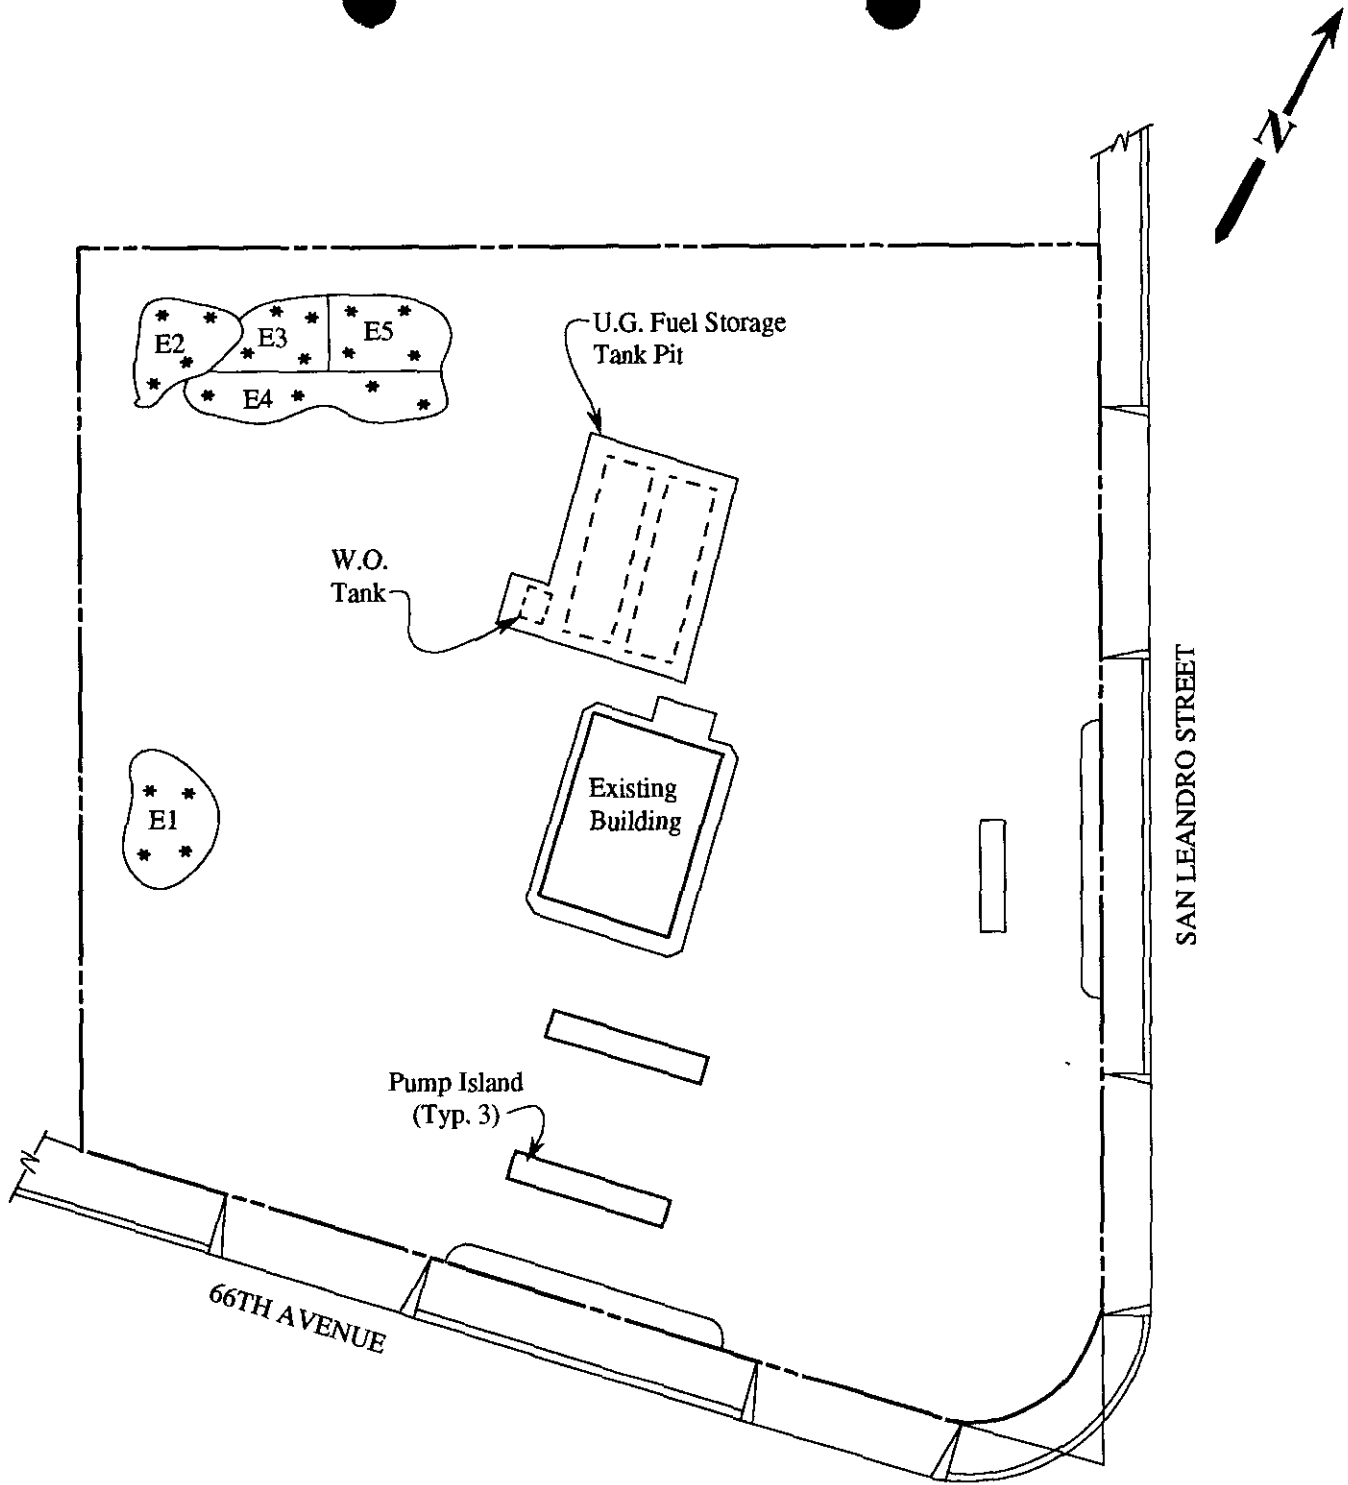 N
U.G. Fuel Storage
Tank Pit
E2
E3
E5
E4
W.O.
Tank
E1
Existing
Building
SAN LEANDRO STREET
Pump Island
(Typ. 3)
66TH AVENUE